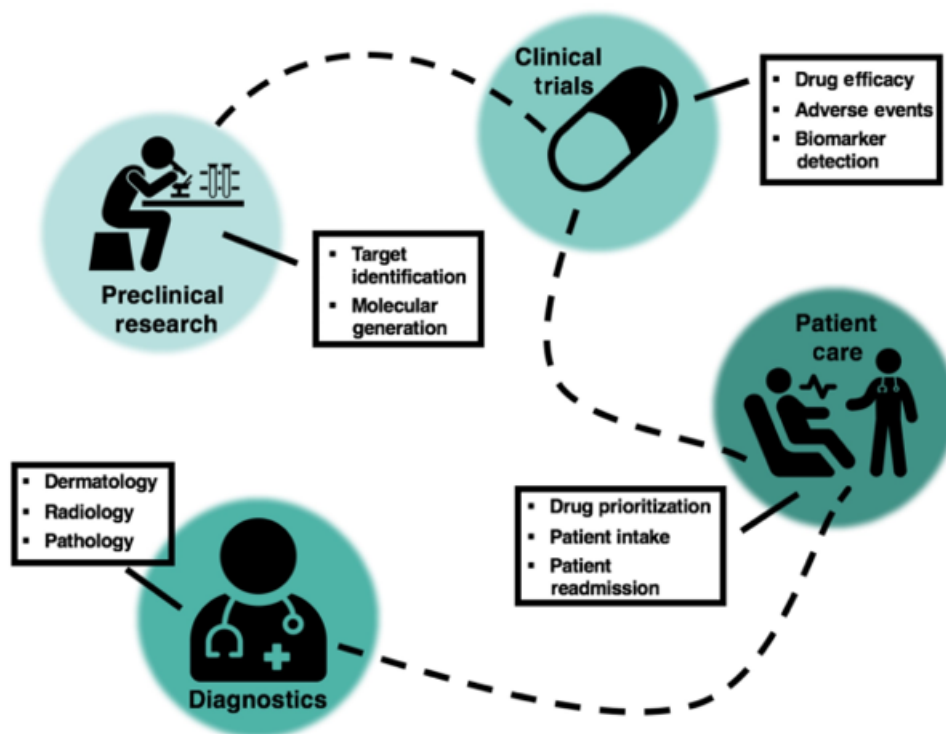 Clinical
trials
▪ Drug efficacy
▪ Adverse events
▪ Biomarker
detection
Preclinical
research
▪ Target
identification
▪ Molecular
generation
Patient
care
▪ Drug prioritization
▪ Patient intake
▪ Patient
readmission
▪ Dermatology
▪ Radiology
▪ Pathology
Diagnostics